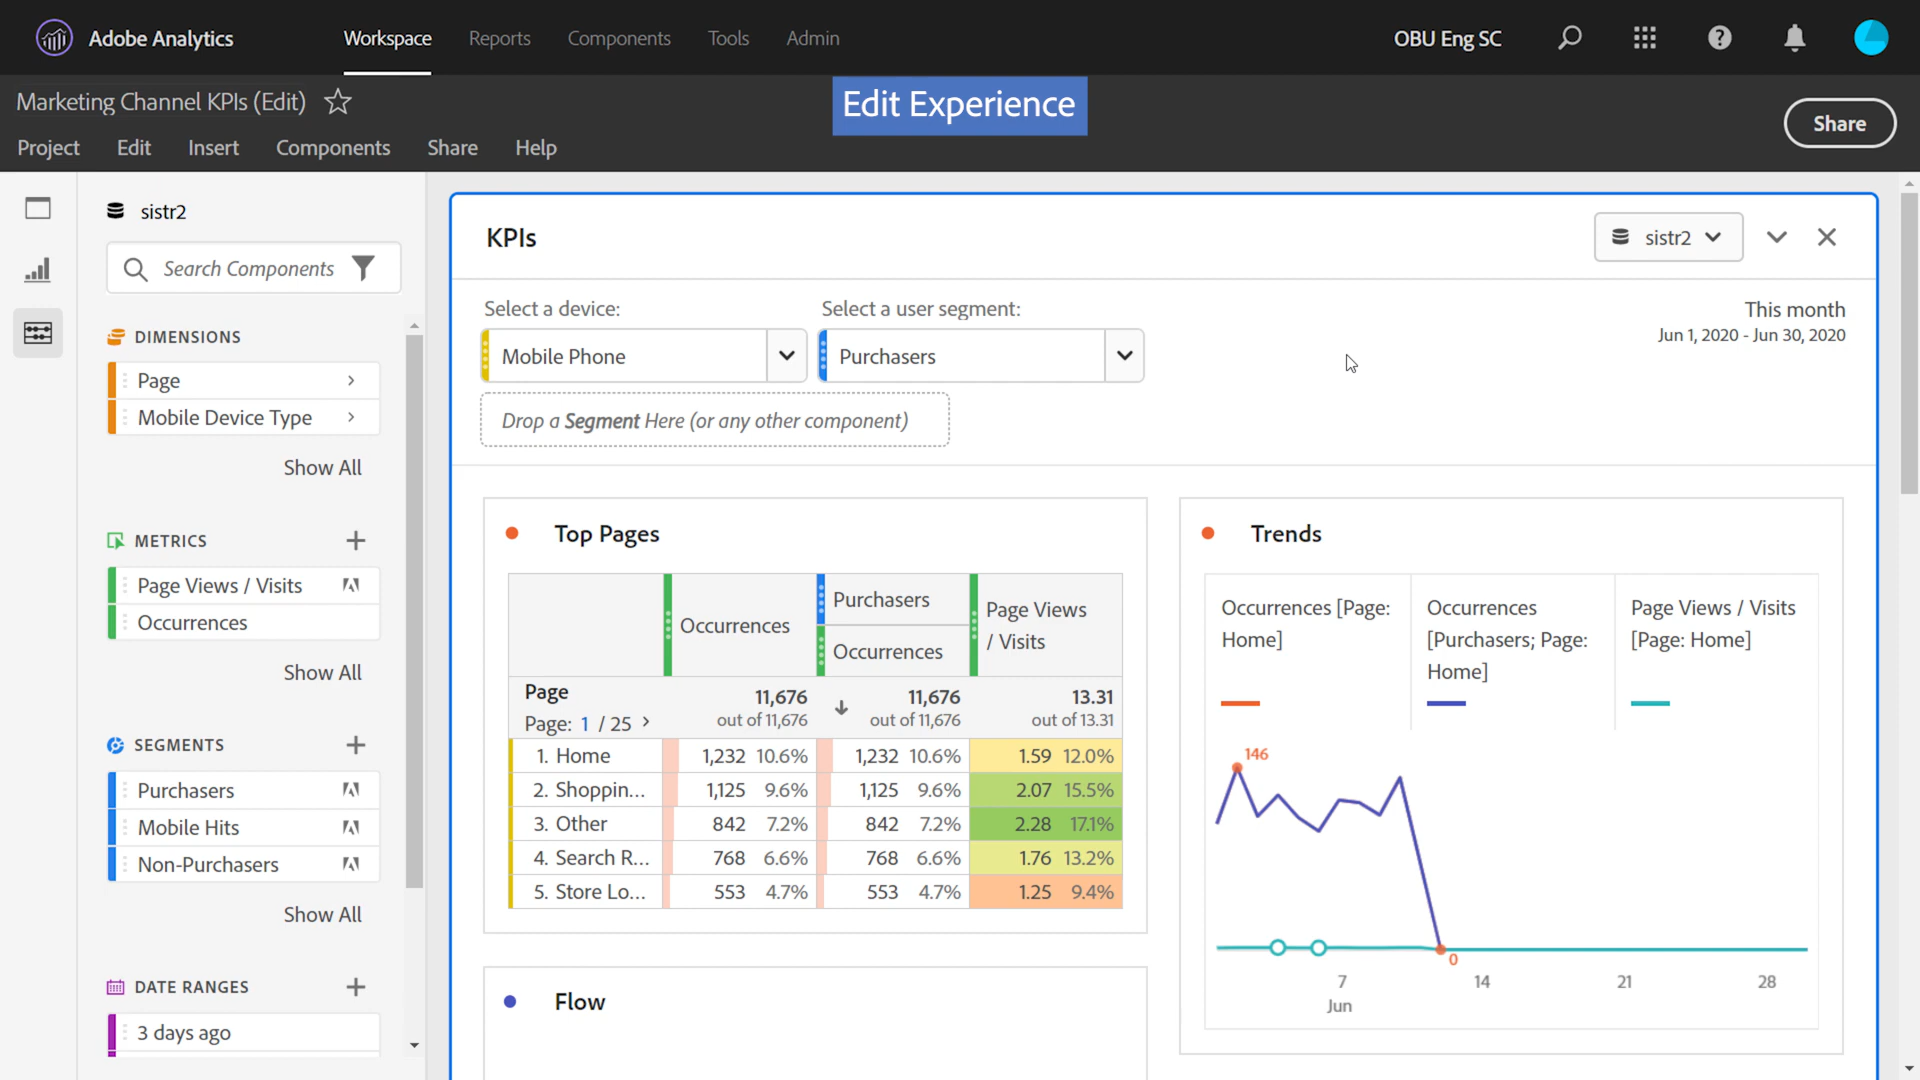 Adobe Analytics
Workspace
Reports
Components
Tools
Admin
OBU Eng SC
Marketing Channel KPIs (Edit)
Edit Experience
Share
Project
Edit
Insert
Components
Share
Help
sistr2
Search Components
DIMENSIONS
Page
Mobile Device Type
Show All
METRICS
Page Views / Visits
Occurrences
Show All
SEGMENTS
Purchasers
Mobile Hits
Non-Purchasers
Show All
DATE RANGES
3 days ago
KPIs
sistr2
Select a device:
Select a user segment:
Mobile Phone
Purchasers
This month
Jun 1, 2020 - Jun 30, 2020
Drop a Segment Here (or any other component)
Top Pages
Occurrences
Purchasers
Occurrences
Page Views
/ Visits
Page
Page: 1 / 25
11,676
out of 11,676
11,676
out of 11,676
13.31
out of 13.31
1. Home 1,232 10.6% 1,232 10.6% 1.59 12.0%
2. Shoppin... 1,125 9.6% 1,125 9.6% 2.07 15.5%
3. Other 842 7.2% 842 7.2% 2.28 17.1%
4. Search R... 768 6.6% 768 6.6% 1.76 13.2%
5. Store Lo... 553 4.7% 553 4.7% 1.25 9.4%
Flow
Trends
Occurrences [Page:
Home]
Occurrences
[Purchasers; Page:
Home]
Page Views / Visits
[Page: Home]
146
0
7 14 21 28
Jun